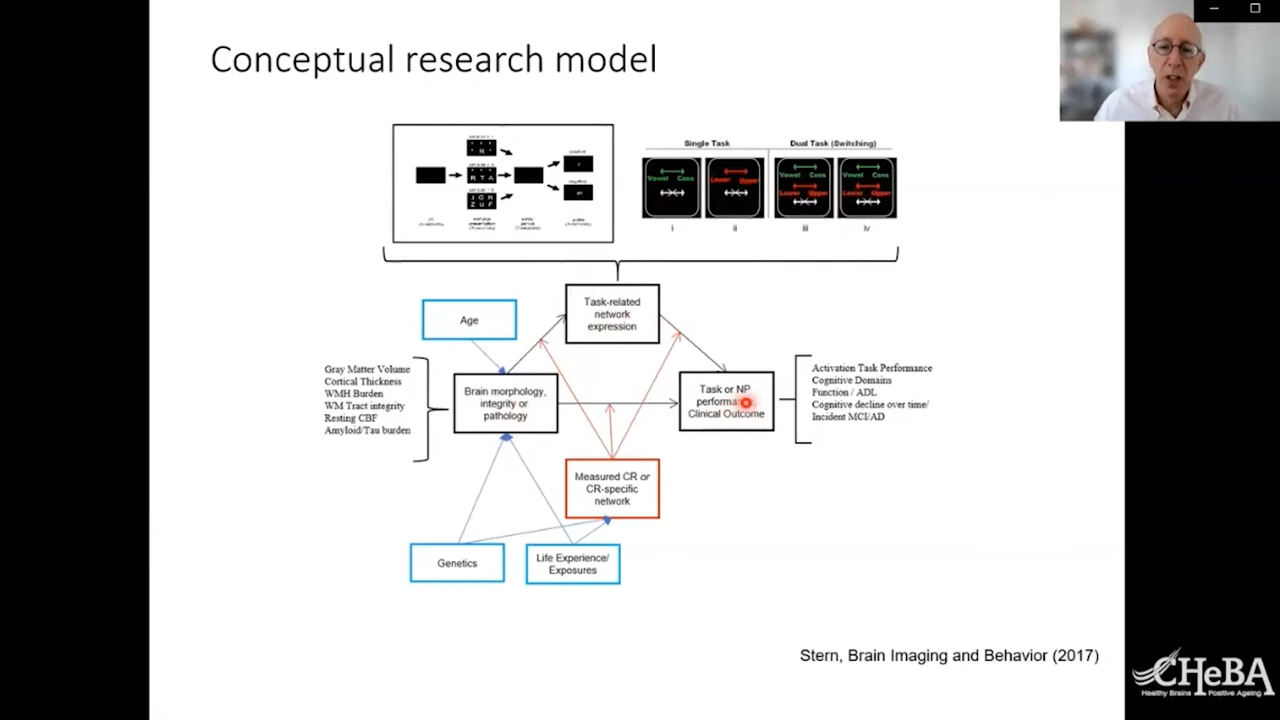 Conceptual research model
R
R T A
J C R
Z U F
Single Task
Dual Task (Switching)
Vowel Cons
Lower Upper
Vowel Cons
Lower Upper
Vowel Cons
Lower Upper
i
ii
iii
iv
Task-related
network
expression
Age
Gray Matter Volume
Cortical Thickness
WMH Burden
WM Tract integrity
Resting CBF
Amyloid/Tau burden
Brain morphology,
integrity or
pathology
Task or NP
Clinical Outcome
Activation Task Performance
Cognitive Domains
Function / ADL
Cognitive decline over time/
Incident MCI/AD
Measured CR or
CR-specific
network
Genetics
Life Experience/
Exposures
Stern, Brain Imaging and Behavior (2017)
CHeBA
Healthy Brains Positive Ageing